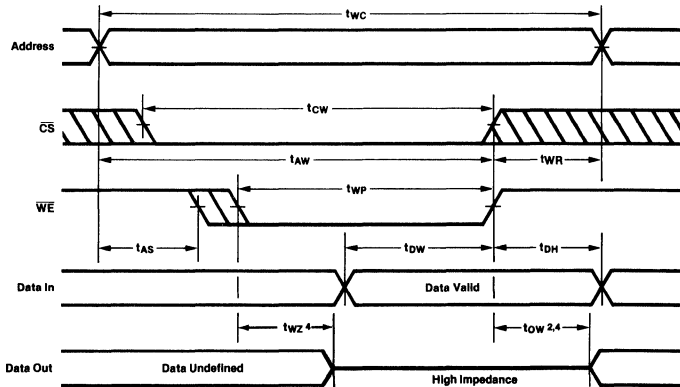 tWC
Address
tCW
CS
tAW
tWR
tWP
WE
tAS
tDW
tDH
Data In
Data Valid
tWZ 4
tOW 2,4
Data Out
Data Undefined
High Impedance